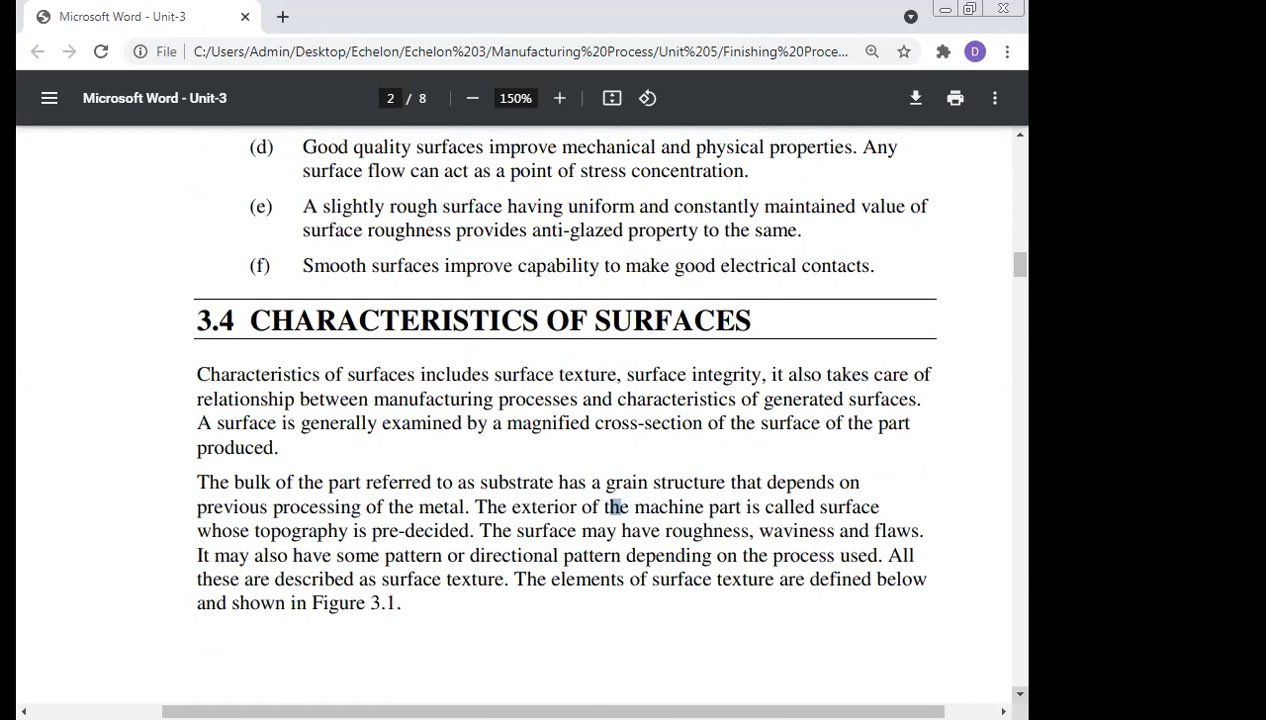 Microsoft Word - Unit-3
File C:/Users/Admin/Desktop/Echelon/Echelon%203/Manufacturing%20Process/Unit%205/Finishing%20Proce... D
Microsoft Word - Unit-3 2 / 8 150%
(d) Good quality surfaces improve mechanical and physical properties. Any
surface flow can act as a point of stress concentration.
(e) A slightly rough surface having uniform and constantly maintained value of
surface roughness provides anti-glazed property to the same.
(f) Smooth surfaces improve capability to make good electrical contacts.
3.4 CHARACTERISTICS OF SURFACES
Characteristics of surfaces includes surface texture, surface integrity, it also takes care of
relationship between manufacturing processes and characteristics of generated surfaces.
A surface is generally examined by a magnified cross-section of the surface of the part
produced.
The bulk of the part referred to as substrate has a grain structure that depends on
previous processing of the metal. The exterior of the machine part is called surface
whose topography is pre-decided. The surface may have roughness, waviness and flaws.
It may also have some pattern or directional pattern depending on the process used. All
these are described as surface texture. The elements of surface texture are defined below
and shown in Figure 3.1.